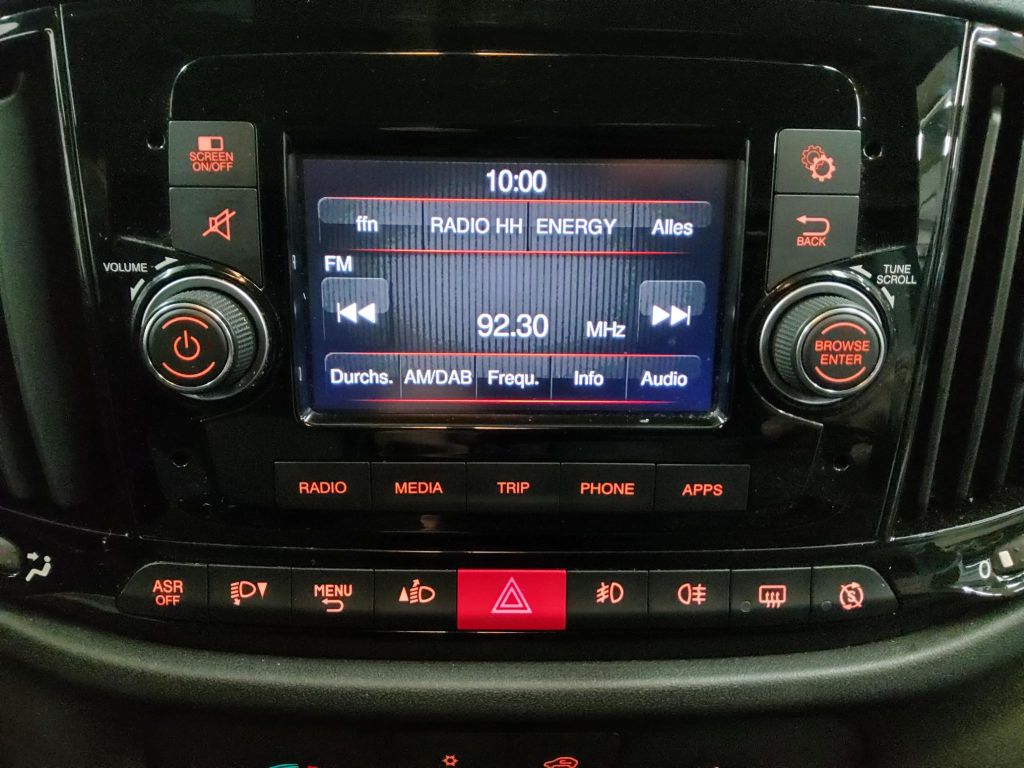 SCREEN
ON/OFF
10:00
ffn RADIO HH ENERGY Alles
BACK
VOLUME
FM
TUNE
SCROLL
92.30 MHz
BROWSE
ENTER
Durchs. AM/DAB Frequ. Info Audio
RADIO MEDIA TRIP PHONE APPS
ASR
OFF
MENU
0